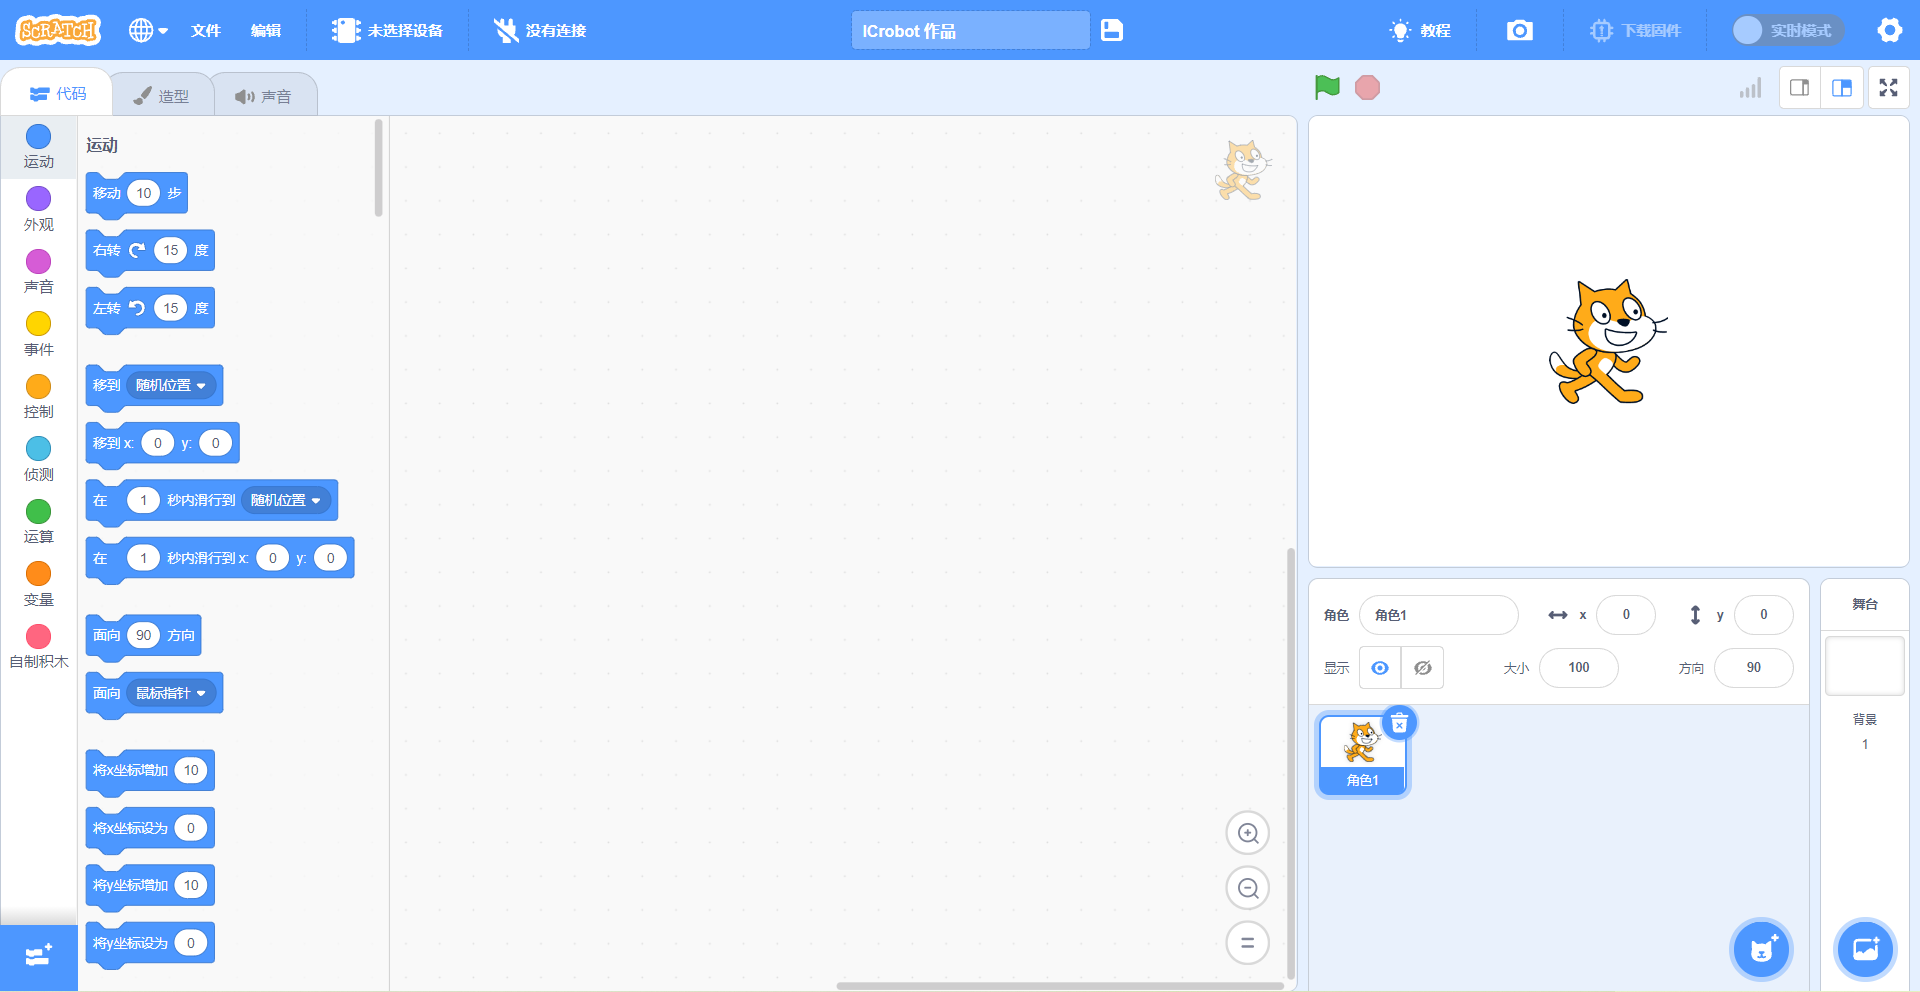 SCRATCH 文件 编辑 未选择设备 没有连接 ICrobot 作品 教程 下载固件 实时模式
代码 造型 声音
运动
外观
声音
事件
控制
侦测
运算
变量
自制积木
运动
移动 10 步
右转 15 度
左转 15 度
移到 随机位置
移到 x: 0 y: 0
在 1 秒内滑行到 随机位置
在 1 秒内滑行到 x: 0 y: 0
面向 90 方向
面向 鼠标指针
将x坐标增加 10
将x坐标设为 0
将y坐标增加 10
将y坐标设为 0
角色 角色1 x 0 y 0
显示 大小 100 方向 90
角色1
舞台
背景
1